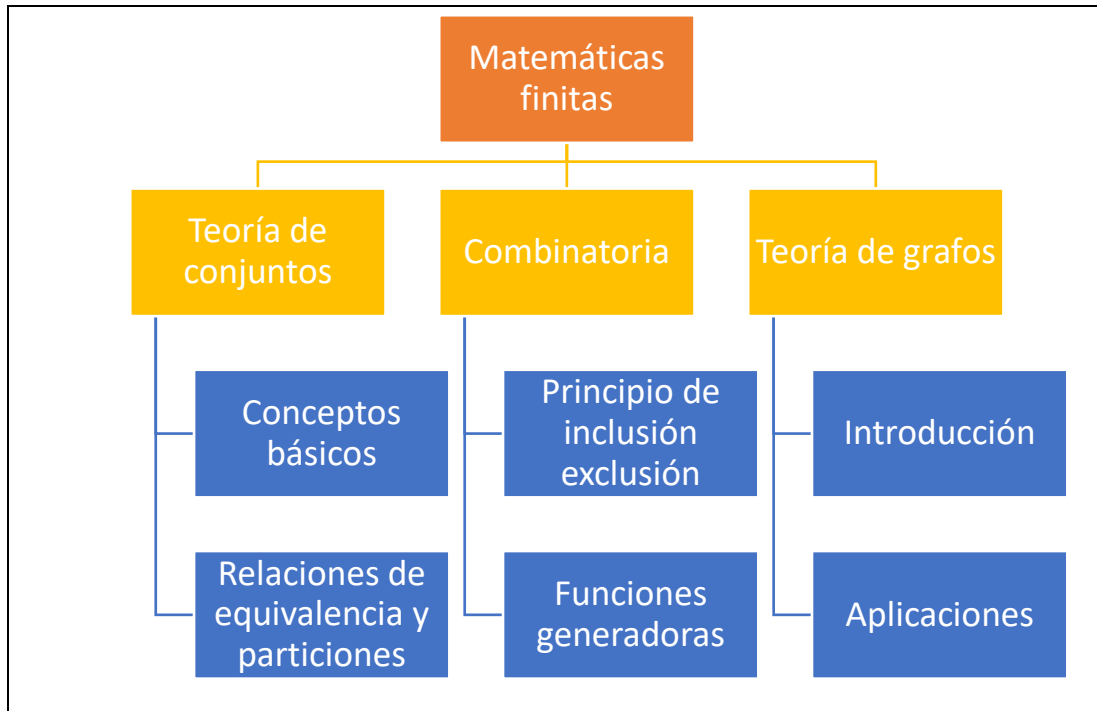 Matemáticas
finitas
Teoría de
conjuntos
Combinatoria
Teoría de grafos
Conceptos
básicos
Principio de
inclusión
exclusión
Introducción
Relaciones de
equivalencia y
particiones
Funciones
generadoras
Aplicaciones